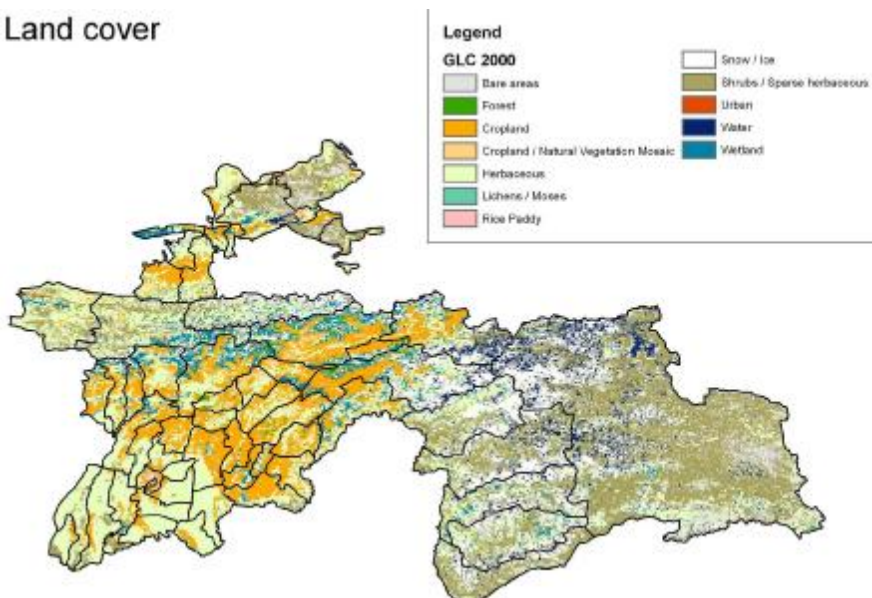 Land cover
Legend
GLC 2000
Bare areas
Forest
Cropland
Cropland / Natural Vegetation Mosaic
Herbaceous
Lichens / Moses
Rice Paddy
Snow / Ice
Shrubs / Sparse herbaceous
Urban
Water
Wetland